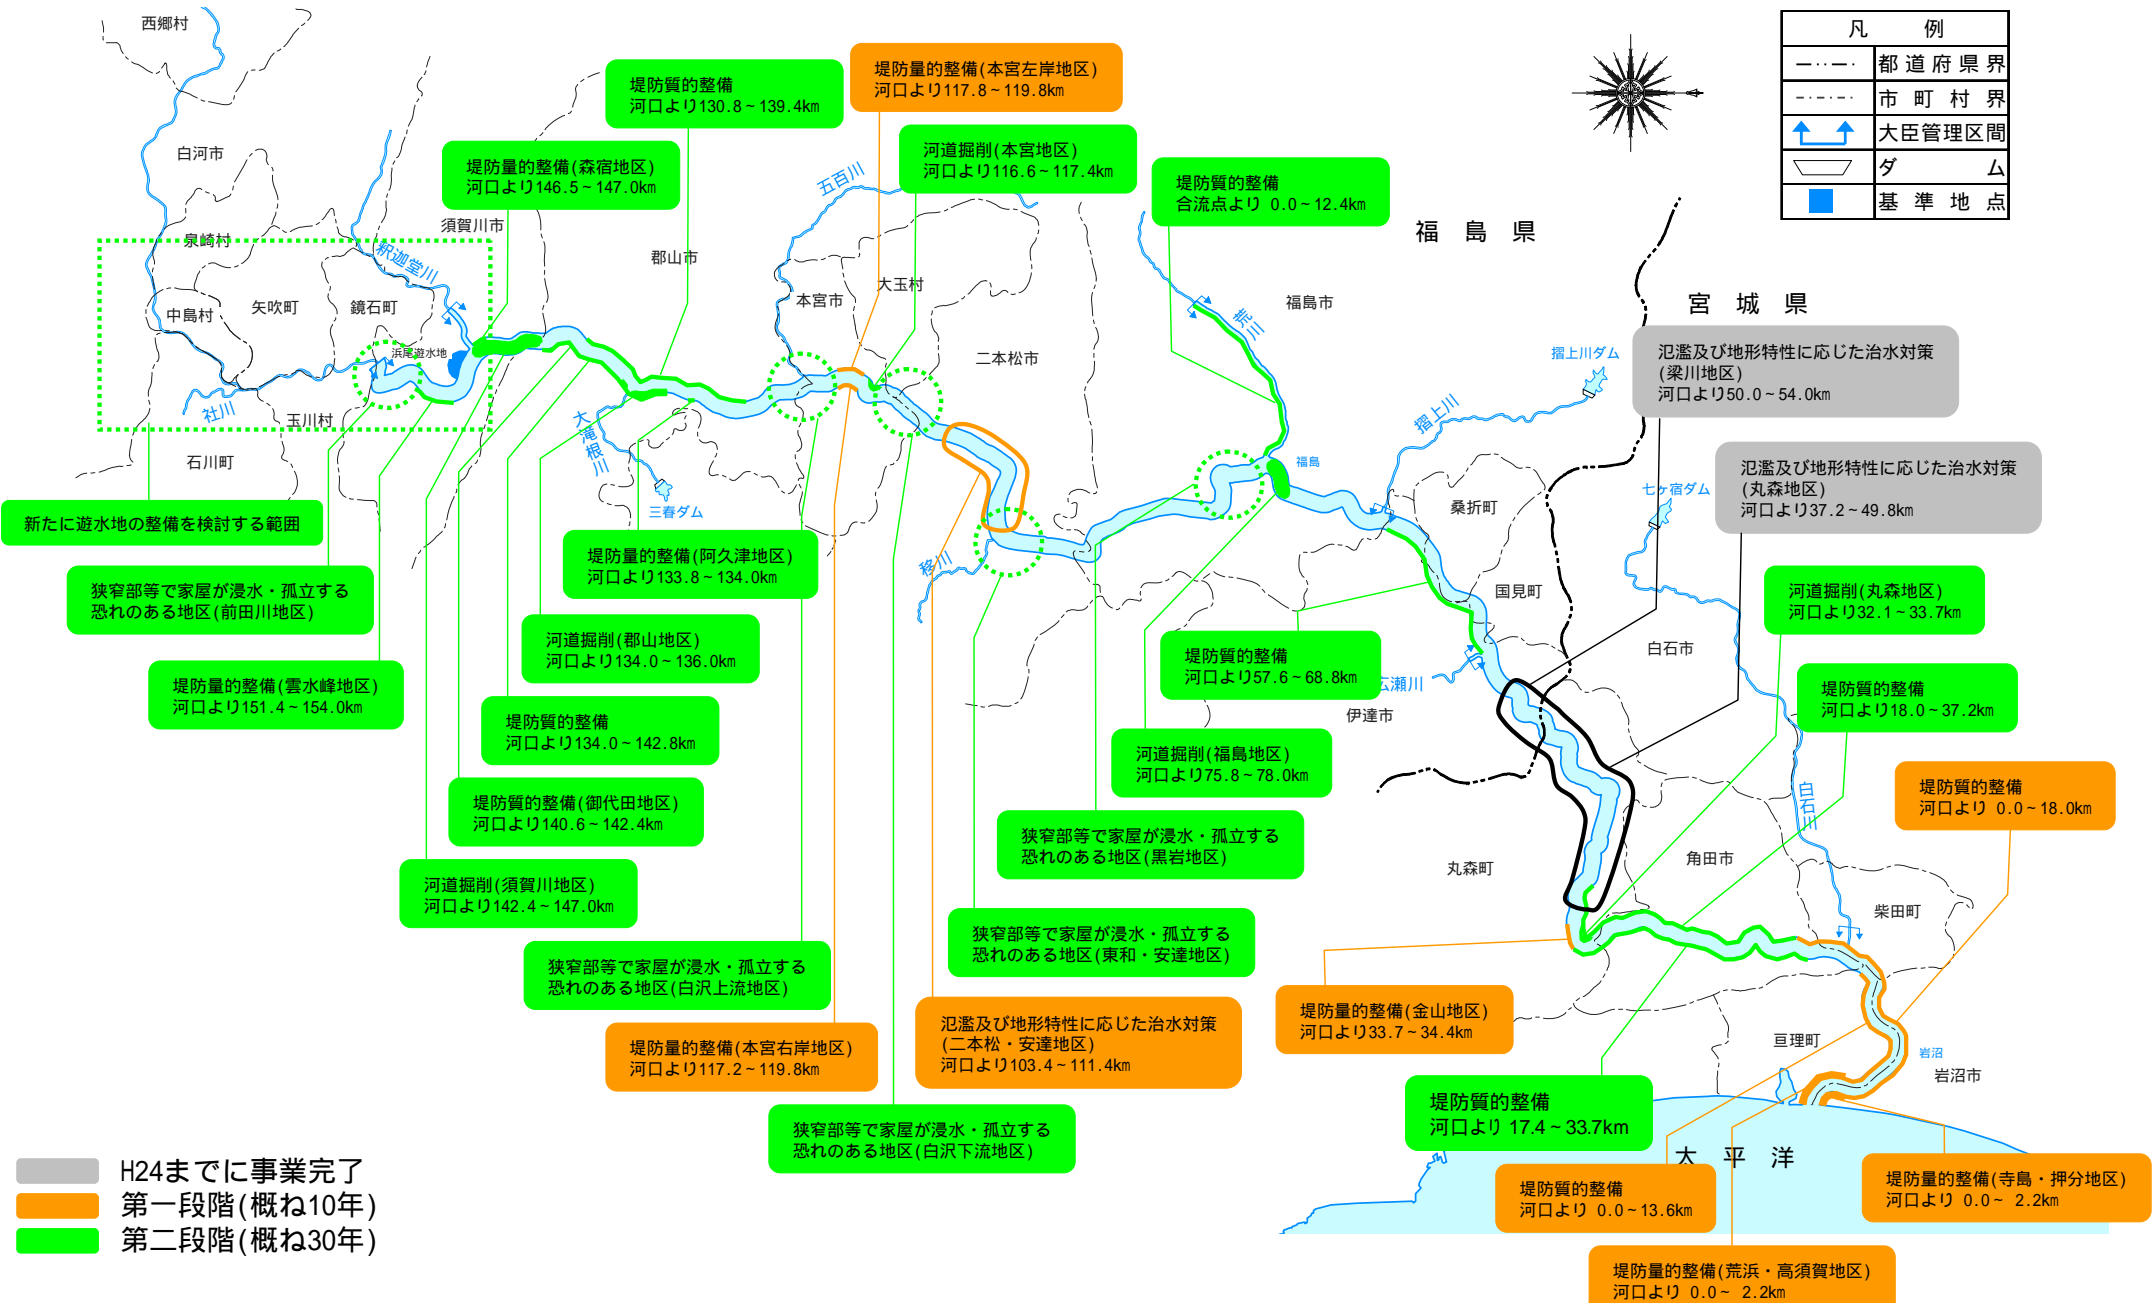 西郷村
白河市
泉崎村
中島村
矢吹町
鏡石町
釈迦堂川
浜尾遊水地
社川
玉川村
石川町
須賀川市
郡山市
五百川
本宮市
大玉村
二本松市
大滝根川
三春ダム
移川
荒川
福島市
福島
福 島 県
宮 城 県
摺上川ダム
摺上川
桑折町
国見町
七ヶ宿ダム
白石市
広瀬川
伊達市
丸森町
角田市
白石川
柴田町
亘理町
岩沼
岩沼市
太 平 洋
凡 例
都道府県界
市町村界
大臣管理区間
ダム
基準地点
堤防質的整備
河口より130.8~139.4km
堤防量的整備(本宮左岸地区)
河口より117.8~119.8km
堤防量的整備(森宿地区)
河口より146.5~147.0km
河道掘削(本宮地区)
河口より116.6~117.4km
堤防質的整備
合流点より 0.0~12.4km
氾濫及び地形特性に応じた治水対策
(梁川地区)
河口より50.0~54.0km
氾濫及び地形特性に応じた治水対策
(丸森地区)
河口より37.2~49.8km
新たに遊水地の整備を検討する範囲
狭窄部等で家屋が浸水・孤立する
恐れのある地区(前田川地区)
堤防量的整備(雲水峰地区)
河口より151.4~154.0km
堤防量的整備(阿久津地区)
河口より133.8~134.0km
河道掘削(郡山地区)
河口より134.0~136.0km
堤防質的整備
河口より134.0~142.8km
堤防質的整備(御代田地区)
河口より140.6~142.4km
河道掘削(須賀川地区)
河口より142.4~147.0km
狭窄部等で家屋が浸水・孤立する
恐れのある地区(白沢上流地区)
堤防量的整備(本宮右岸地区)
河口より117.2~119.8km
狭窄部等で家屋が浸水・孤立する
恐れのある地区(白沢下流地区)
氾濫及び地形特性に応じた治水対策
(二本松・安達地区)
河口より103.4~111.4km
狭窄部等で家屋が浸水・孤立する
恐れのある地区(東和・安達地区)
狭窄部等で家屋が浸水・孤立する
恐れのある地区(黒岩地区)
河道掘削(福島地区)
河口より75.8~78.0km
堤防質的整備
河口より57.6~68.8km
河道掘削(丸森地区)
河口より32.1~33.7km
堤防質的整備
河口より18.0~37.2km
堤防質的整備
河口より 0.0~18.0km
堤防量的整備(金山地区)
河口より33.7~34.4km
堤防質的整備
河口より 17.4~33.7km
堤防質的整備
河口より 0.0~13.6km
堤防量的整備(寺島・押分地区)
河口より 0.0~ 2.2km
堤防量的整備(荒浜・高須賀地区)
河口より 0.0~ 2.2km
H24までに事業完了
第一段階(概ね10年)
第二段階(概ね30年)